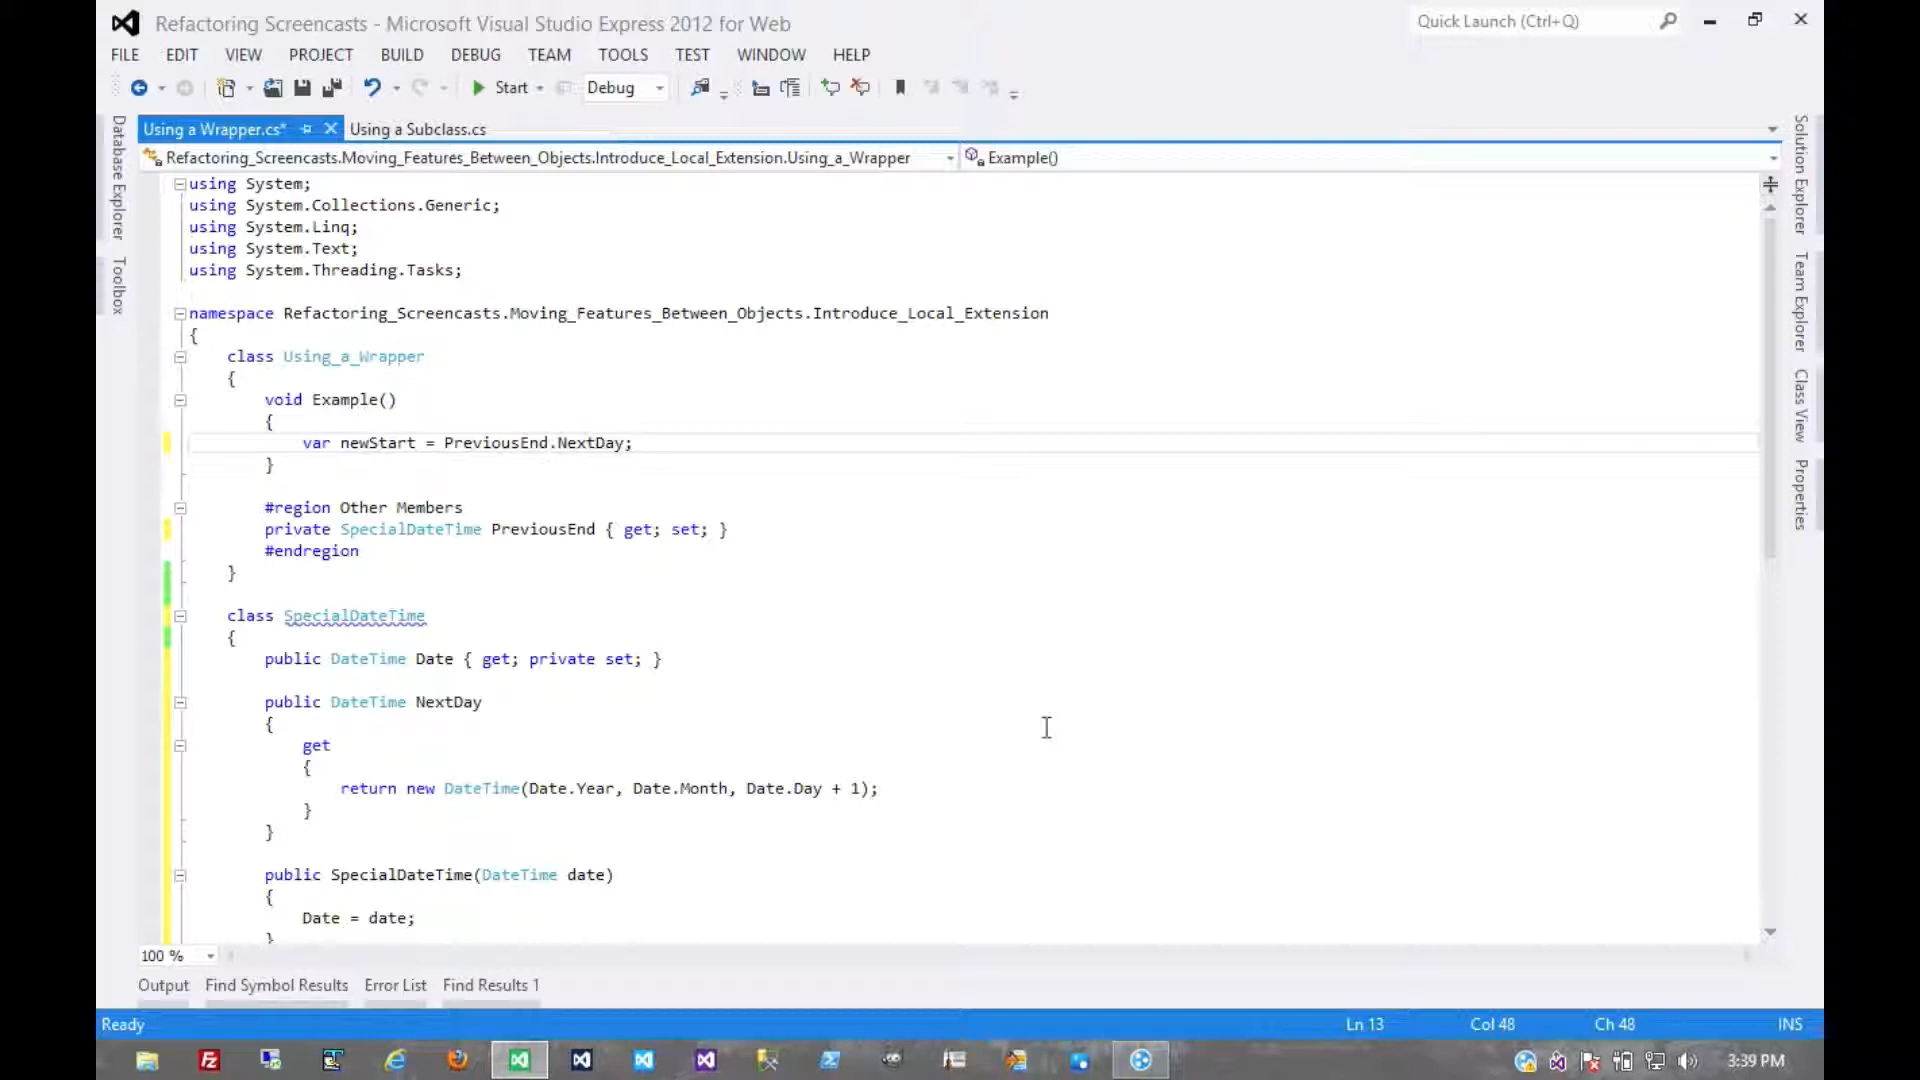 Refactoring Screencasts - Microsoft Visual Studio Express 2012 for Web
Quick Launch (Ctrl+Q)
FILE EDIT VIEW PROJECT BUILD DEBUG TEAM TOOLS TEST WINDOW HELP
Start Debug
Using a Wrapper.cs* Using a Subclass.cs
Refactoring_Screencasts.Moving_Features_Between_Objects.Introduce_Local_Extension.Using_a_Wrapper Example()
Database Explorer
Toolbox
using System;
using System.Collections.Generic;
using System.Linq;
using System.Text;
using System.Threading.Tasks;
namespace Refactoring_Screencasts.Moving_Features_Between_Objects.Introduce_Local_Extension
{
class Using_a_Wrapper
{
void Example()
{
var newStart = PreviousEnd.NextDay;
}
#region Other Members
private SpecialDateTime PreviousEnd { get; set; }
#endregion
}
class SpecialDateTime
{
public DateTime Date { get; private set; }
public DateTime NextDay
{
get
{
return new DateTime(Date.Year, Date.Month, Date.Day + 1);
}
}
public SpecialDateTime(DateTime date)
{
Date = date;
}
Solution Explorer
Team Explorer
Class View
Properties
100 %
Output Find Symbol Results Error List Find Results 1
Ready Ln 13 Col 48 Ch 48 INS
3:39 PM